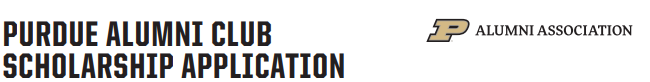 PURDUE ALUMNI CLUB
SCHOLARSHIP APPLICATION
P ALUMNI ASSOCIATION